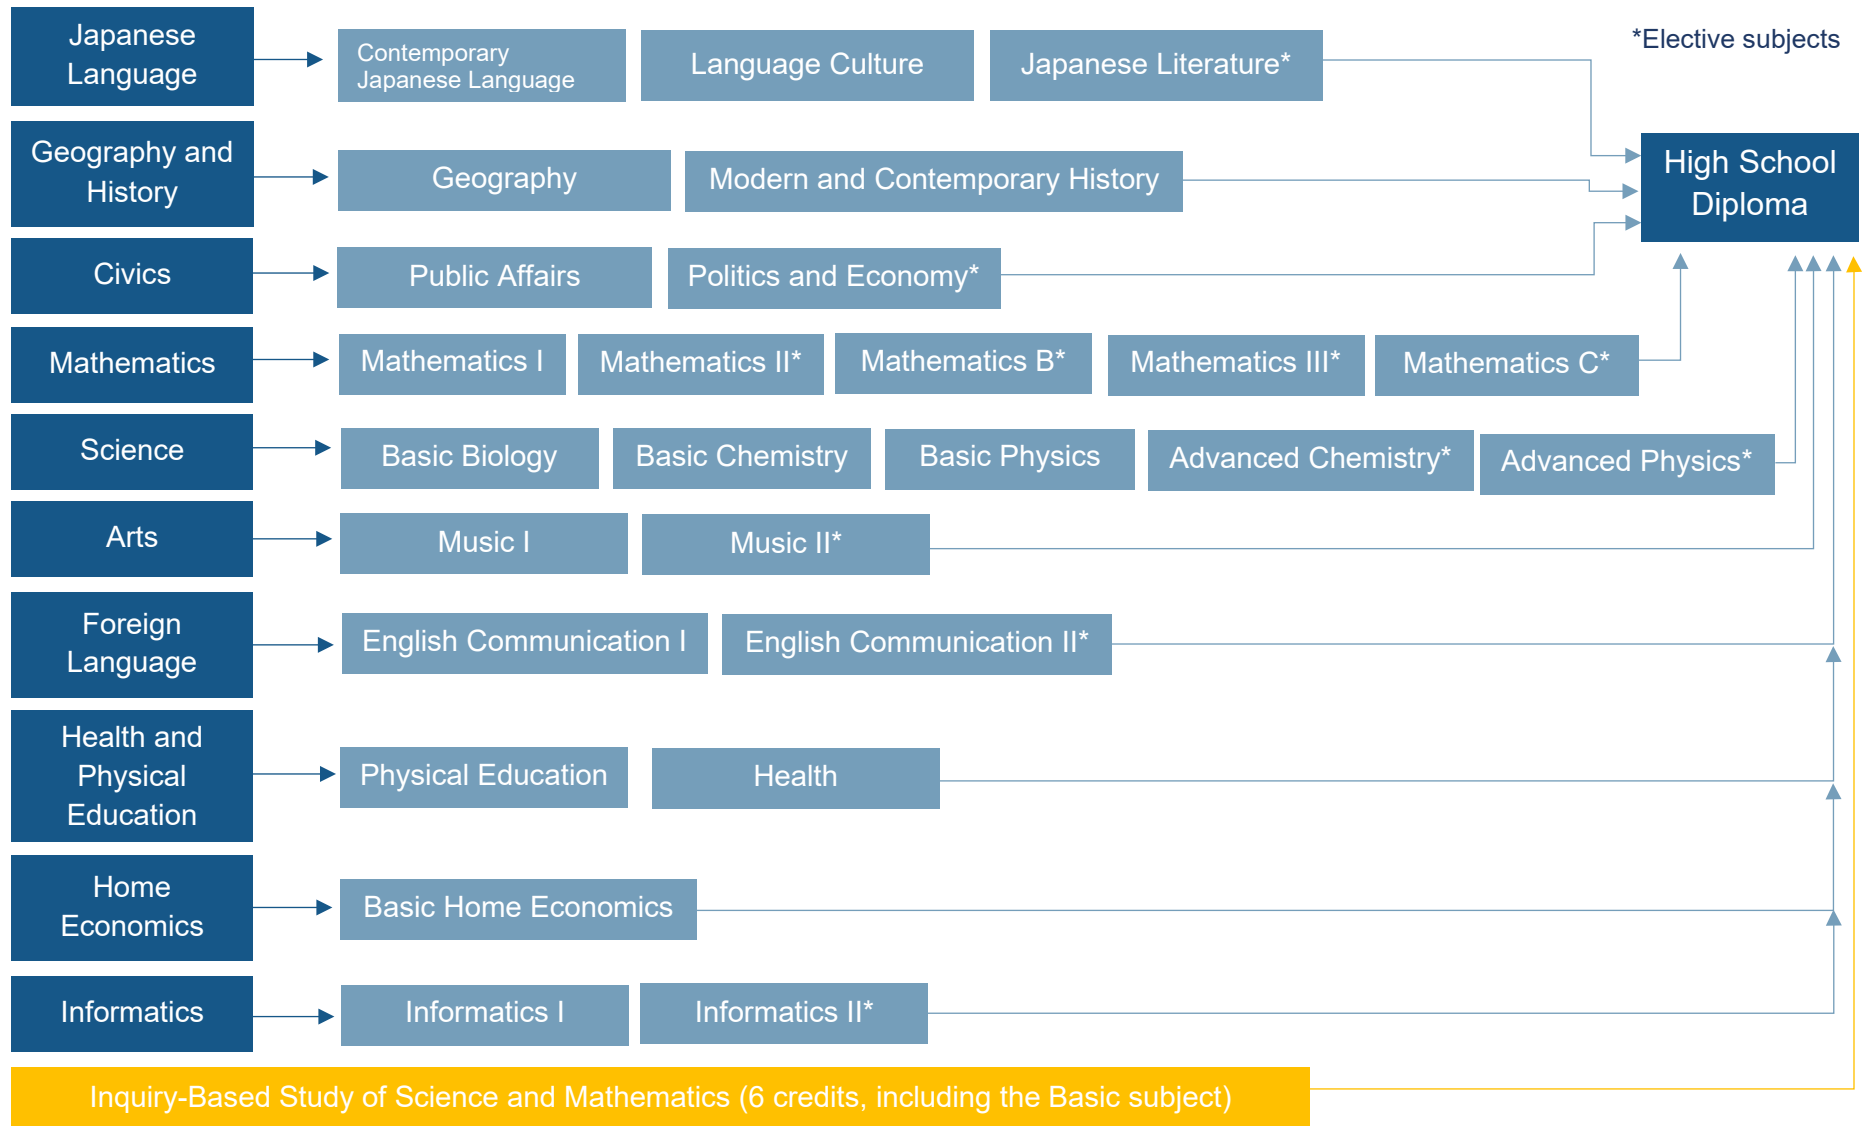 Japanese
Language
Contemporary
Japanese Language
Language Culture
Japanese Literature*
*Elective subjects
Geography and
History
Geography
Modern and Contemporary History
High School
Diploma
Civics
Public Affairs
Politics and Economy*
Mathematics
Mathematics I
Mathematics II*
Mathematics B*
Mathematics III*
Mathematics C*
Science
Basic Biology
Basic Chemistry
Basic Physics
Advanced Chemistry*
Advanced Physics*
Arts
Music I
Music II*
Foreign
Language
English Communication I
English Communication II*
Health and
Physical
Education
Physical Education
Health
Home
Economics
Basic Home Economics
Informatics
Informatics I
Informatics II*
Inquiry-Based Study of Science and Mathematics (6 credits, including the Basic subject)